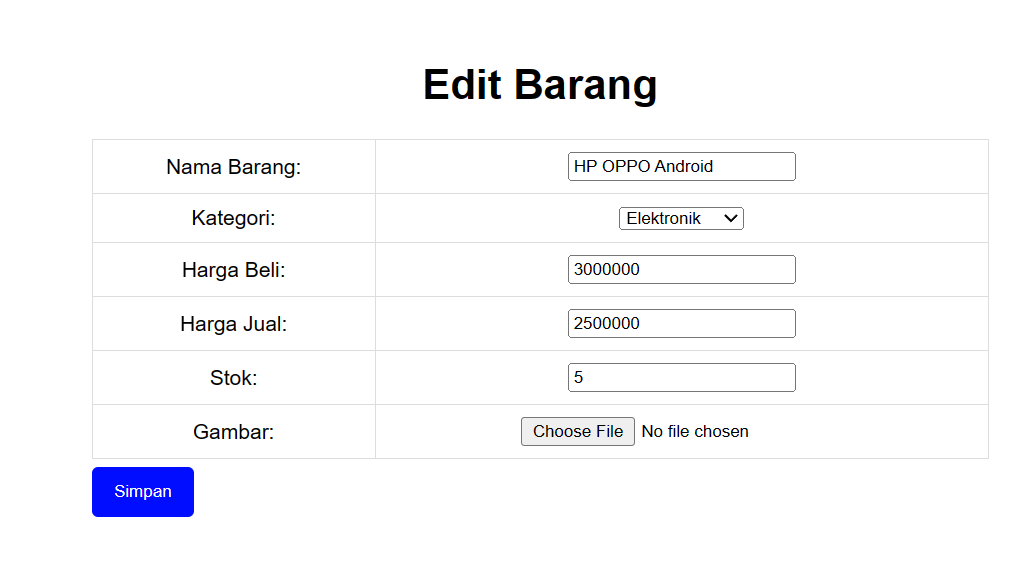 Edit Barang
Nama Barang: HP OPPO Android
Kategori: Elektronik
Harga Beli: 3000000
Harga Jual: 2500000
Stok: 5
Gambar: Choose File No file chosen
Simpan